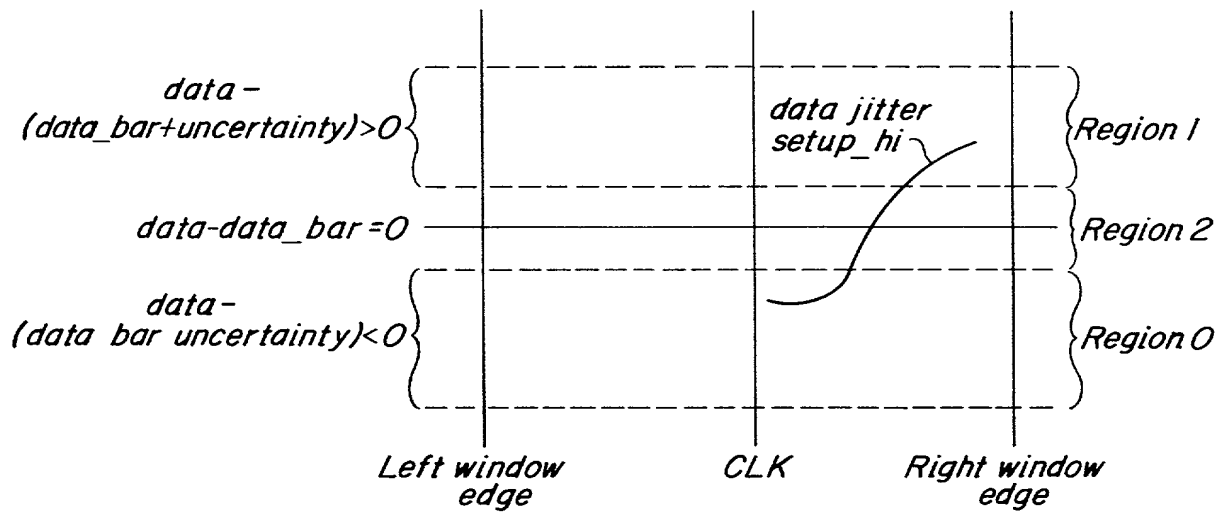 data-
(data_bar+uncertainty)>0
data jitter
setup_hi
Region 1
data-data_bar=0
Region 2
data-
(data bar uncertainty)<0
Region 0
Left window
edge
CLK
Right window
edge